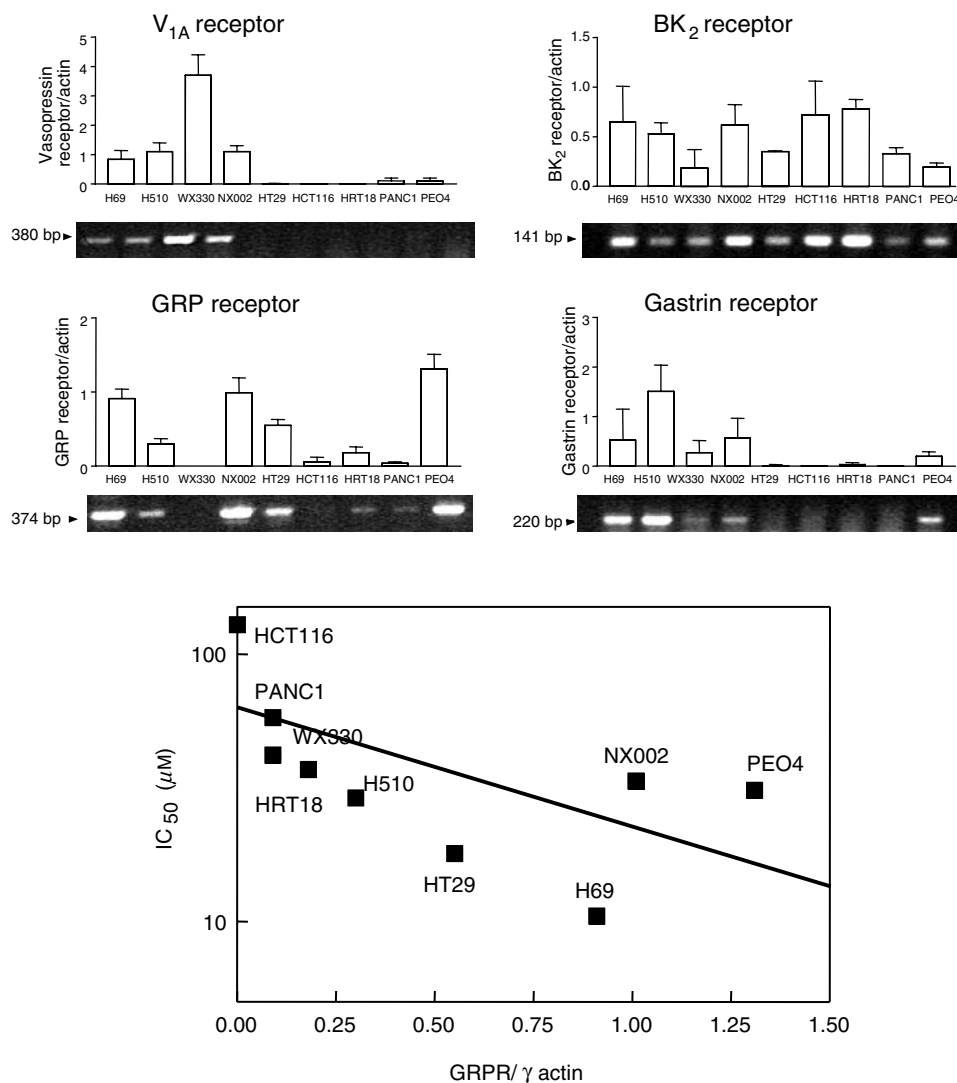 V1A receptor
Vasopressin
receptor/actin
5
4
3
2
1
0
H69 H510 WX330 NX002 HT29 HCT116 HRT18 PANC1 PEO4
380 bp
BK2 receptor
BK2 receptor/actin
1.5
1.0
0.5
0.0
H69 H510 WX330 NX002 HT29 HCT116 HRT18 PANC1 PEO4
141 bp
GRP receptor
GRP receptor/actin
2
1
0
H69 H510 WX330 NX002 HT29 HCT116 HRT18 PANC1 PEO4
374 bp
Gastrin receptor
Gastrin receptor/actin
3
2
1
0
H69 H510 WX330 NX002 HT29 HCT116 HRT18 PANC1 PEO4
220 bp
IC50 (μM)
100
10
HCT116
PANC1
WX330
HRT18
H510
HT29
H69
NX002
PEO4
0.00 0.25 0.50 0.75 1.00 1.25 1.50
GRPR/ γ actin